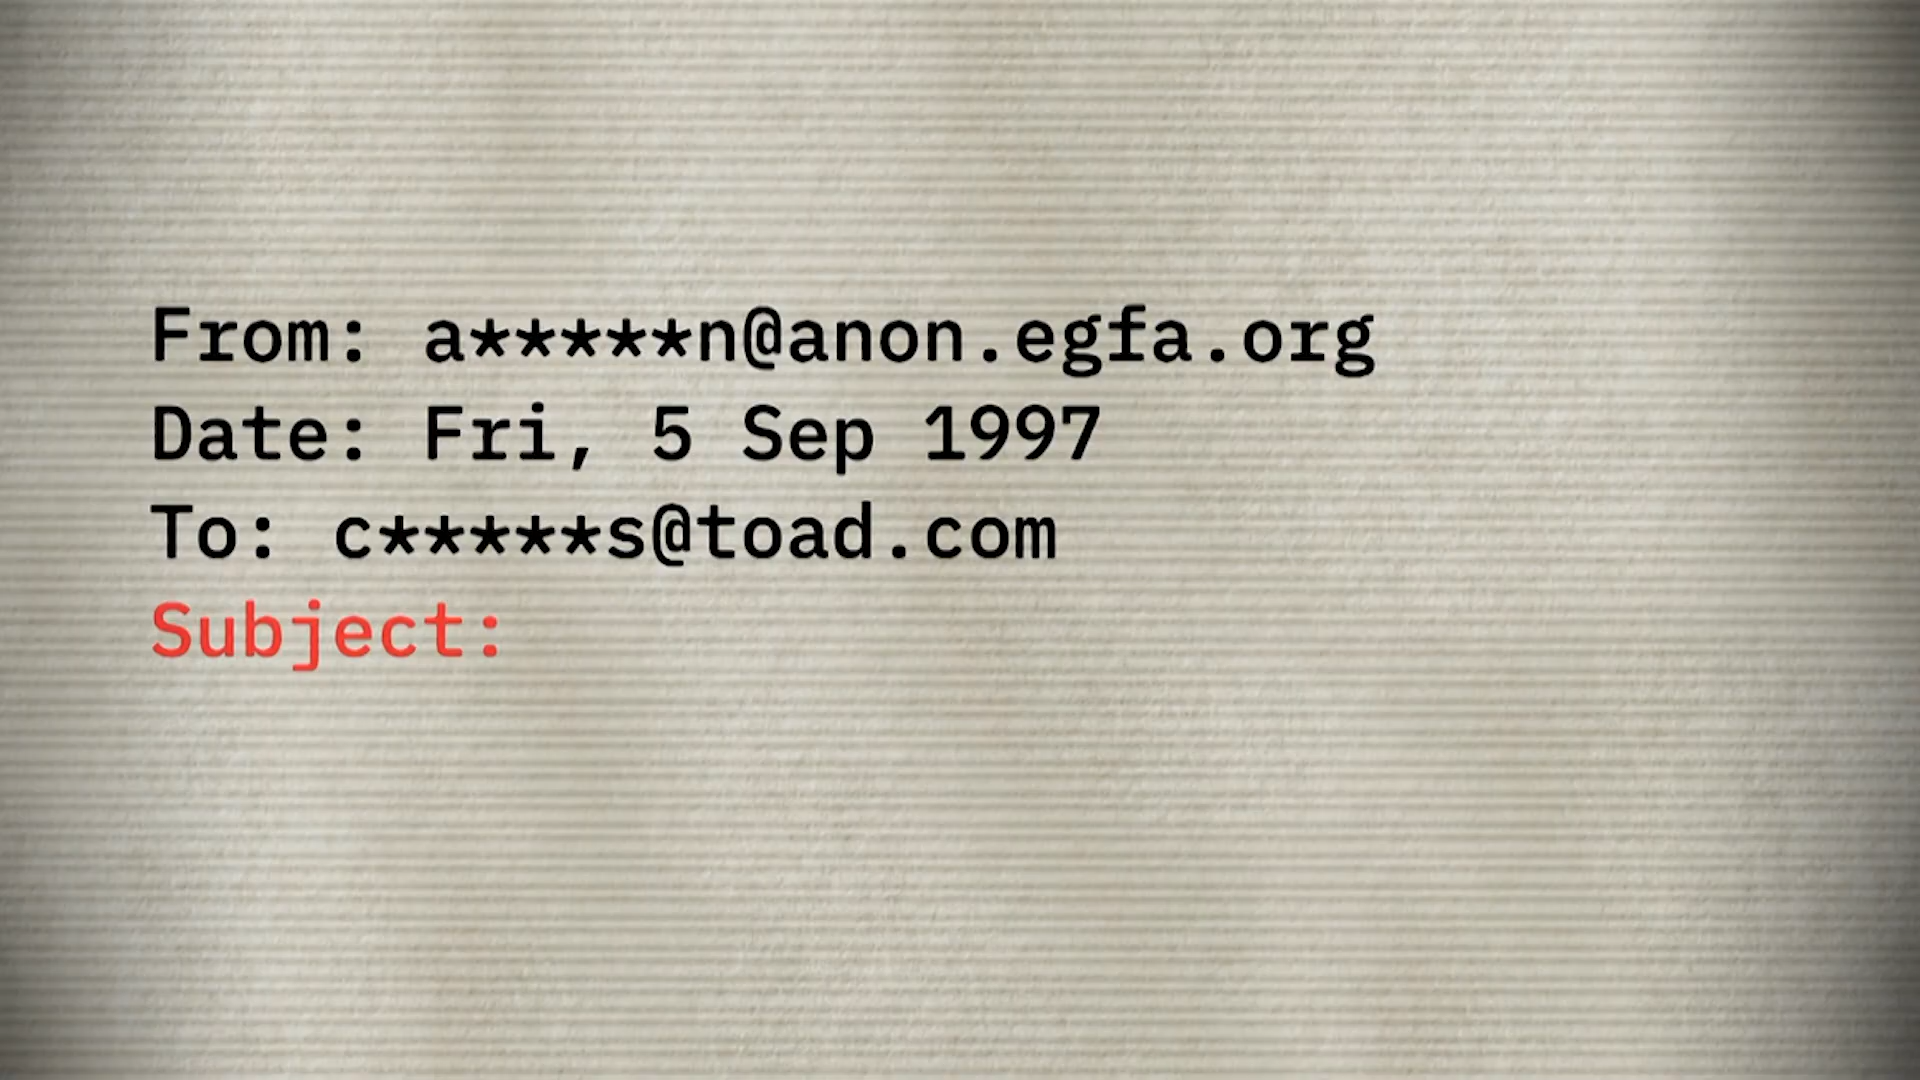 From: a*****n@anon.egfa.org
Date: Fri, 5 Sep 1997
To: c*****s@toad.com
Subject: